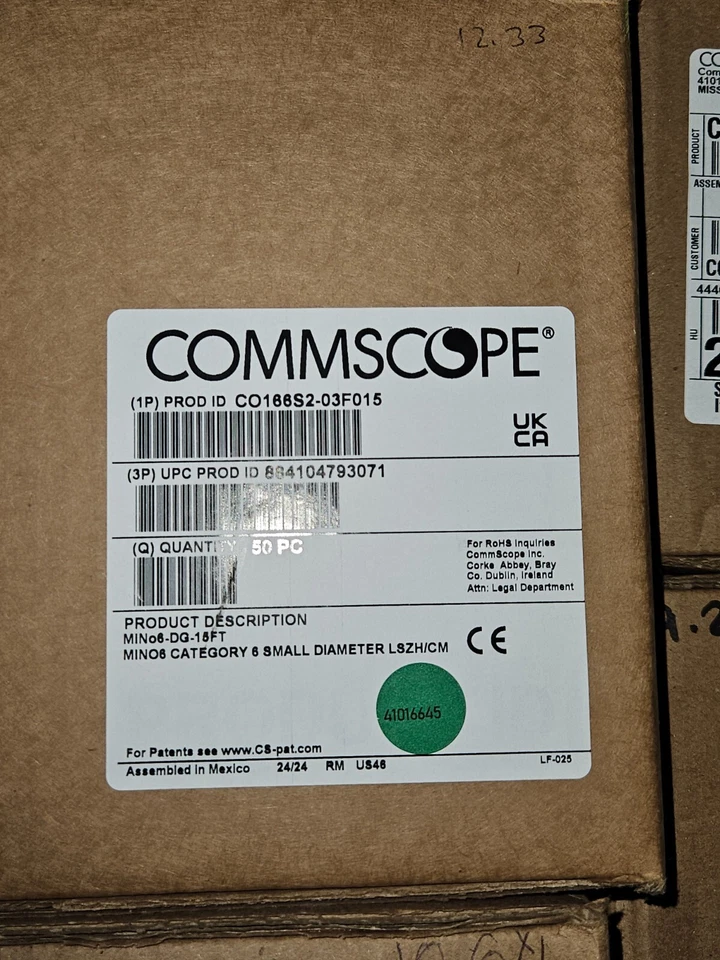 12.33
COMMSCOPE®
(1P) PROD ID CO166S2-03F015
UK
CA
(3P) UPC PROD ID 884104793071
(Q) QUANTITY 50 PC
For RoHS Inquiries
CommScope Inc.
Corke Abbey, Bray
Co. Dublin, Ireland
Attn: Legal Department
PRODUCT DESCRIPTION
MINo6-DG-15FT
MINO6 CATEGORY 6 SMALL DIAMETER LSZH/CM
CE
41016645
For Patents see www.CS-pat.com
Assembled in Mexico 24/24 RM US46
LF-025
PRODUCT
CUSTOMER
HU